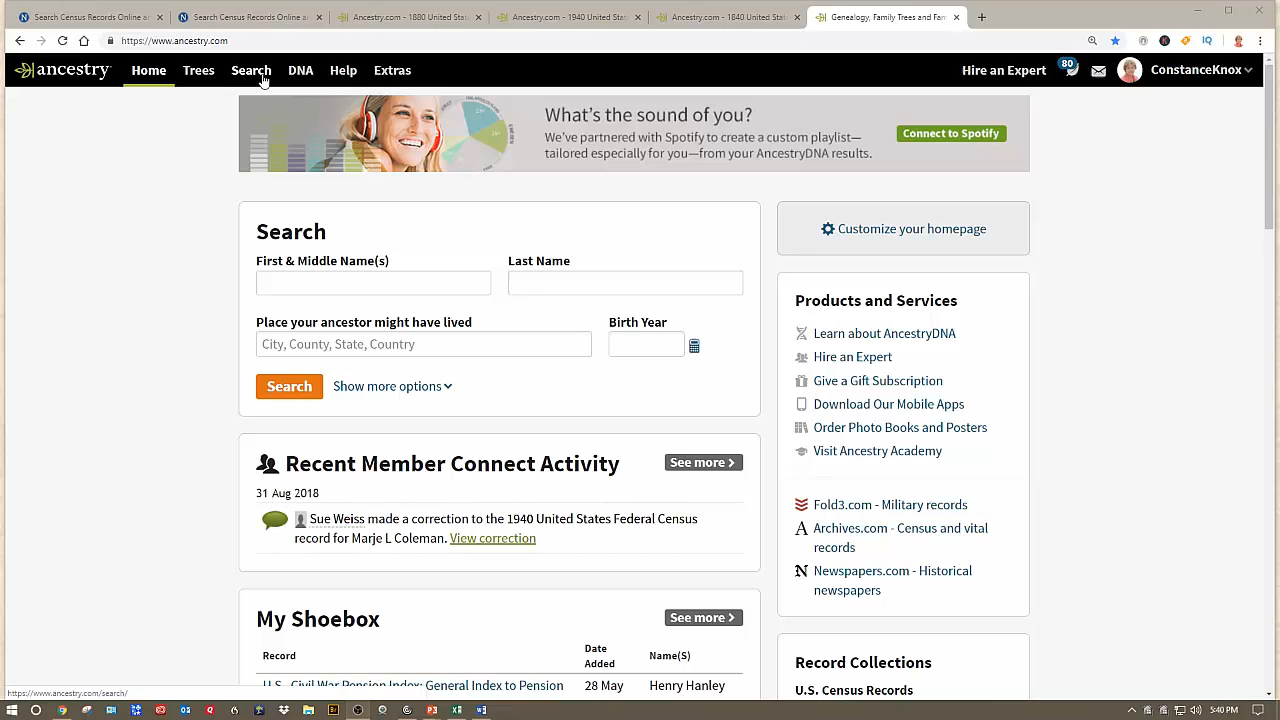 Search Census Records Online a
Search Census Records Online a
Ancestry.com - 1880 United Stat
Ancestry.com - 1940 United Stat
Ancestry.com - 1840 United Stat
Genealogy, Family Trees and Fam
https://www.ancestry.com
IQ
ancestry
Home
Trees
Search
DNA
Help
Extras
Hire an Expert
80
ConstanceKnox
What's the sound of you?
We've partnered with Spotify to create a custom playlist—
tailored especially for you—from your AncestryDNA results.
Connect to Spotify
Search
First & Middle Name(s)
Last Name
Place your ancestor might have lived
Birth Year
City, County, State, Country
Search
Show more options
Recent Member Connect Activity
See more
31 Aug 2018
Sue Weiss made a correction to the 1940 United States Federal Census
record for Marje L Coleman. View correction
My Shoebox
See more
Record
Date
Added
Name(S)
U.S., Civil War Pension Index: General Index to Pension
28 May
Henry Hanley
Customize your homepage
Products and Services
Learn about AncestryDNA
Hire an Expert
Give a Gift Subscription
Download Our Mobile Apps
Order Photo Books and Posters
Visit Ancestry Academy
Fold3.com - Military records
Archives.com - Census and vital
records
Newspapers.com - Historical
newspapers
Record Collections
U.S. Census Records
https://www.ancestry.com/search/
5:40 PM